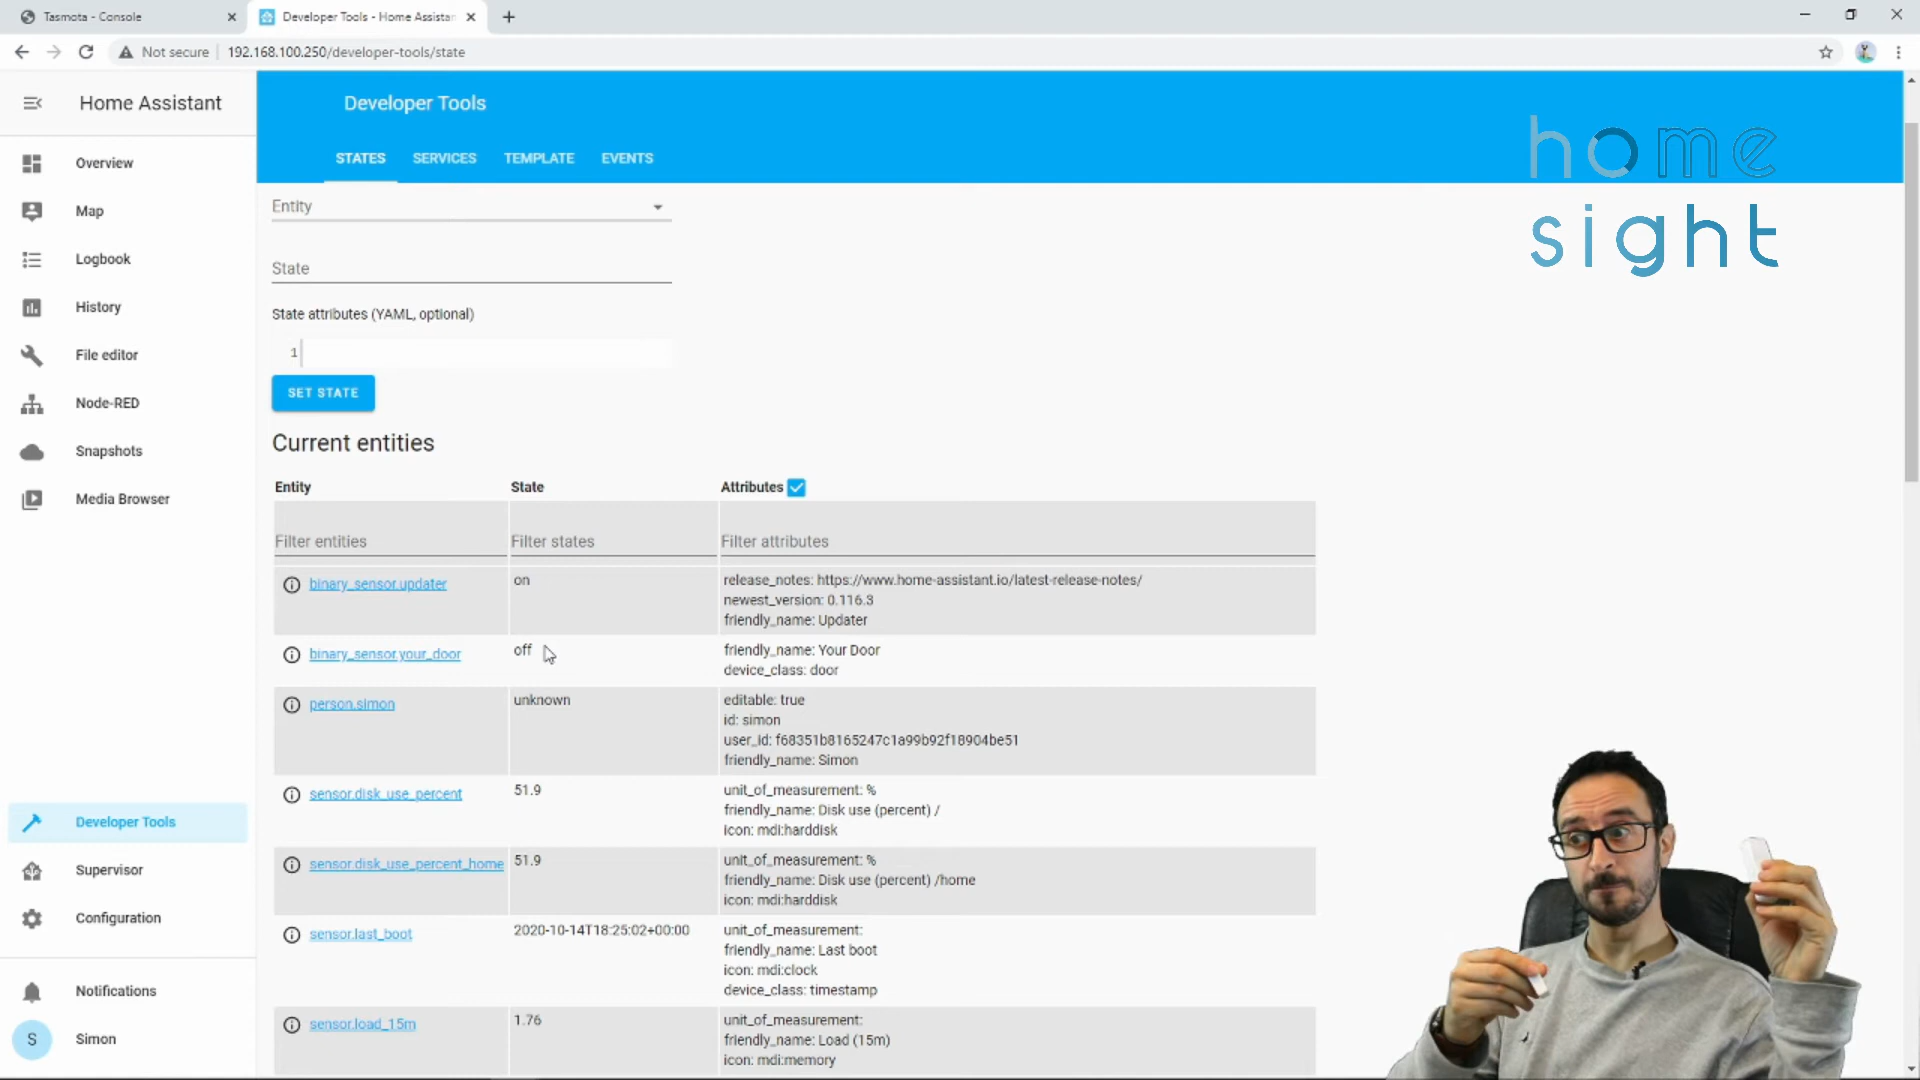 Tasmota - Console
Developer Tools - Home Assistan
Not secure
192.168.100.250/developer-tools/state
Home Assistant
Developer Tools
STATES SERVICES TEMPLATE EVENTS
home
sight
Overview
Map
Logbook
History
File editor
Node-RED
Snapshots
Media Browser
Developer Tools
Supervisor
Configuration
Notifications
S Simon
Entity
State
State attributes (YAML, optional)
1
SET STATE
Current entities
Entity State Attributes
Filter entities Filter states Filter attributes
binary_sensor.updater on release_notes: https://www.home-assistant.io/latest-release-notes/
newest_version: 0.116.3
friendly_name: Updater
binary_sensor.your_door off friendly_name: Your Door
device_class: door
person.simon unknown editable: true
id: simon
user_id: f68351b8165247c1a99b92f18904be51
friendly_name: Simon
sensor.disk_use_percent 51.9 unit_of_measurement: %
friendly_name: Disk use (percent) /
icon: mdi:harddisk
sensor.disk_use_percent_home 51.9 unit_of_measurement: %
friendly_name: Disk use (percent) /home
icon: mdi:harddisk
sensor.last_boot 2020-10-14T18:25:02+00:00 unit_of_measurement:
friendly_name: Last boot
icon: mdi:clock
device_class: timestamp
sensor.load_15m 1.76 unit_of_measurement:
friendly_name: Load (15m)
icon: mdi:memory